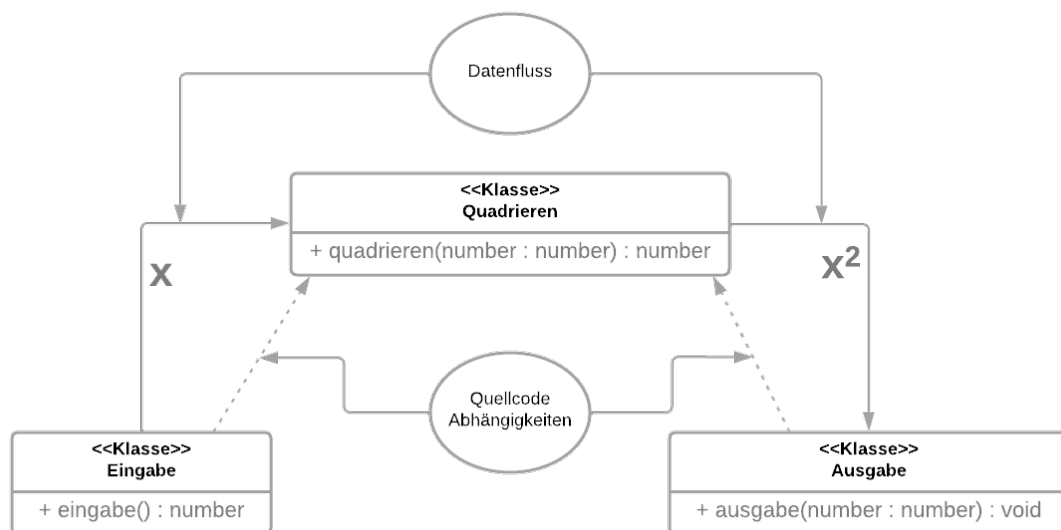 Datenfluss
<<Klasse>>
Quadrieren
+ quadrieren(number : number) : number
x
x²
Quellcode
Abhängigkeiten
<<Klasse>>
Eingabe
+ eingabe() : number
<<Klasse>>
Ausgabe
+ ausgabe(number : number) : void